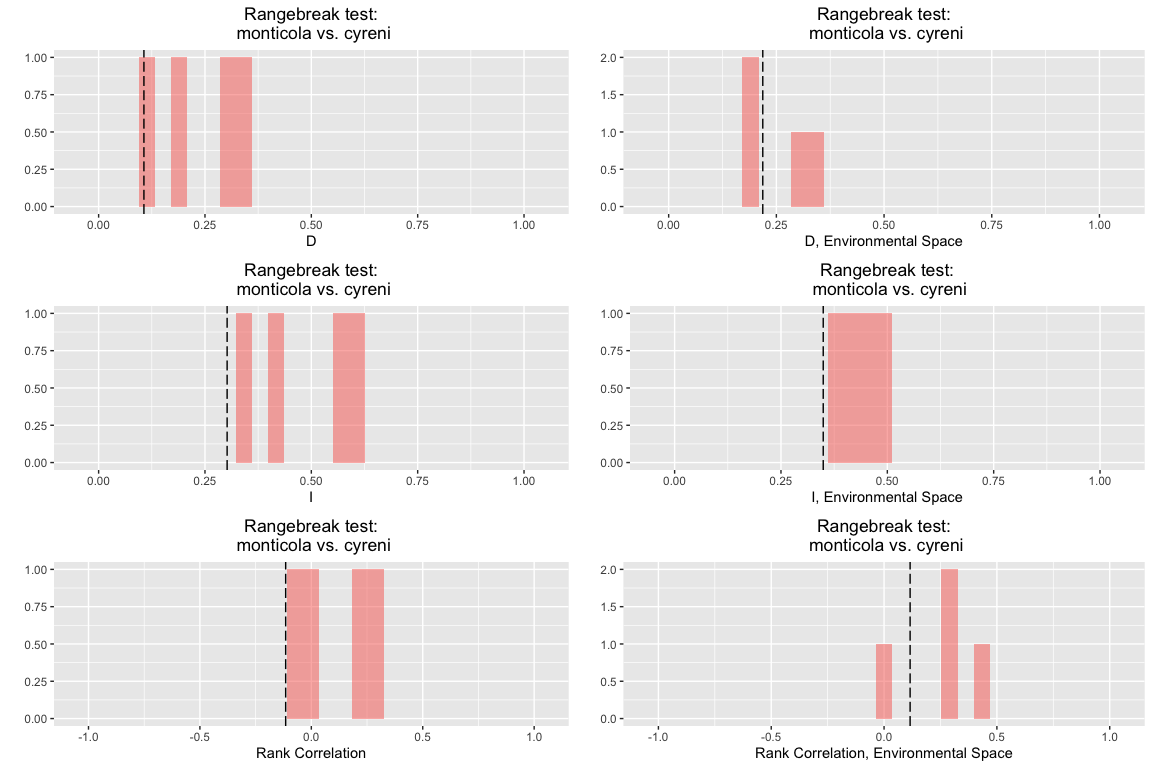 Rangebreak test:
monticola vs. cyreni
1.00
0.75
0.50
0.25
0.00
0.00 0.25 0.50 0.75 1.00
D
Rangebreak test:
monticola vs. cyreni
2.0
1.5
1.0
0.5
0.0
0.00 0.25 0.50 0.75 1.00
D, Environmental Space
Rangebreak test:
monticola vs. cyreni
1.00
0.75
0.50
0.25
0.00
0.00 0.25 0.50 0.75 1.00
I
Rangebreak test:
monticola vs. cyreni
1.00
0.75
0.50
0.25
0.00
0.00 0.25 0.50 0.75 1.00
I, Environmental Space
Rangebreak test:
monticola vs. cyreni
1.00
0.75
0.50
0.25
0.00
-1.0 -0.5 0.0 0.5 1.0
Rank Correlation
Rangebreak test:
monticola vs. cyreni
2.0
1.5
1.0
0.5
0.0
-1.0 -0.5 0.0 0.5 1.0
Rank Correlation, Environmental Space